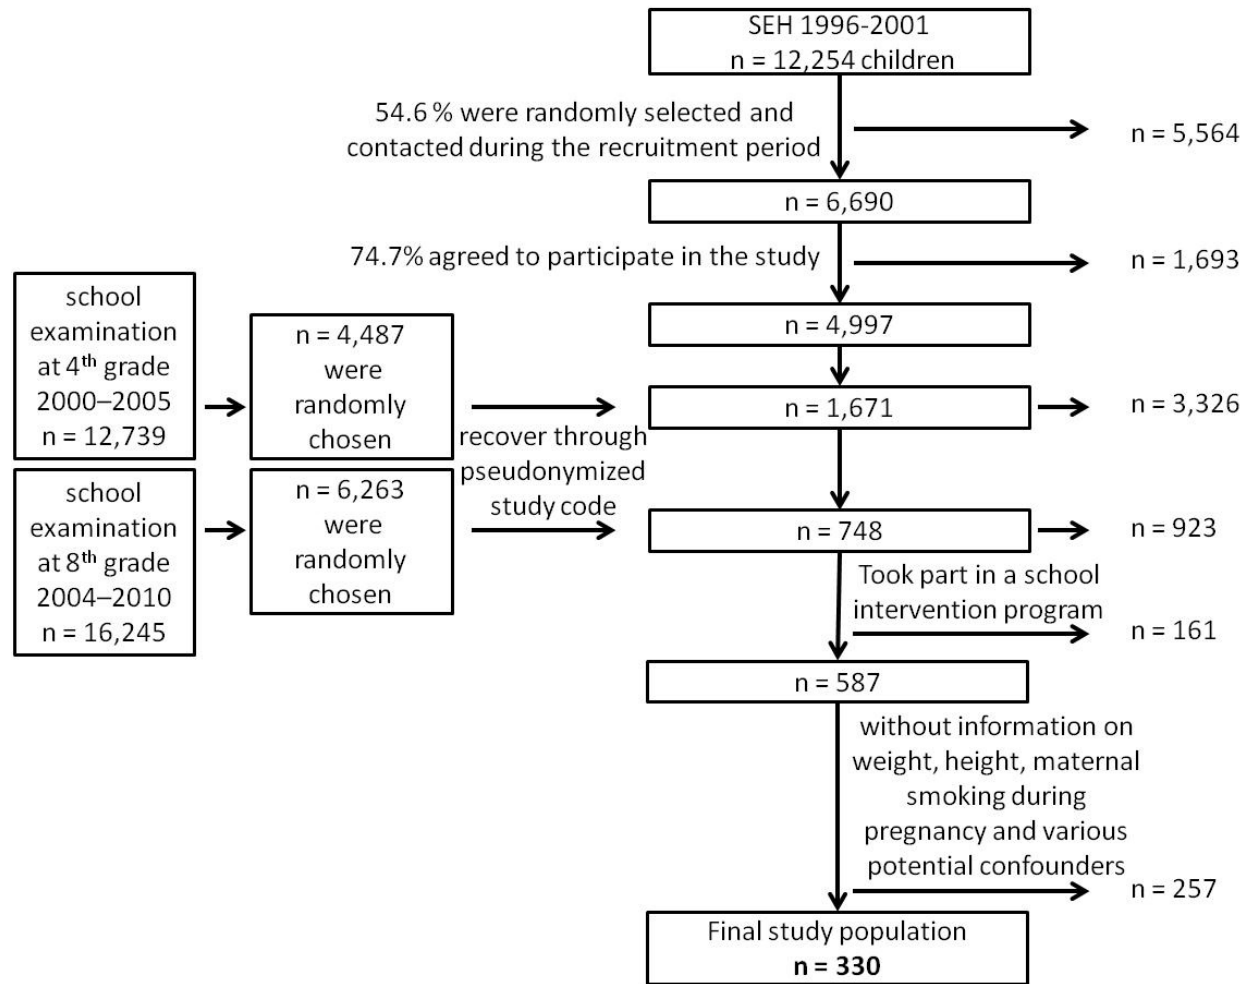 SEH 1996-2001
n = 12,254 children
54.6 % were randomly selected and
contacted during the recruitment period
n = 5,564
n = 6,690
74.7% agreed to participate in the study
n = 1,693
n = 4,997
school
examination
at 4th grade
2000–2005
n = 12,739
n = 4,487
were
randomly
chosen
n = 1,671
n = 3,326
recover through
pseudonymized
study code
school
examination
at 8th grade
2004–2010
n = 16,245
n = 6,263
were
randomly
chosen
n = 748
n = 923
Took part in a school
intervention program
n = 161
n = 587
without information on
weight, height, maternal
smoking during
pregnancy and various
potential confounders
n = 257
Final study population
n = 330